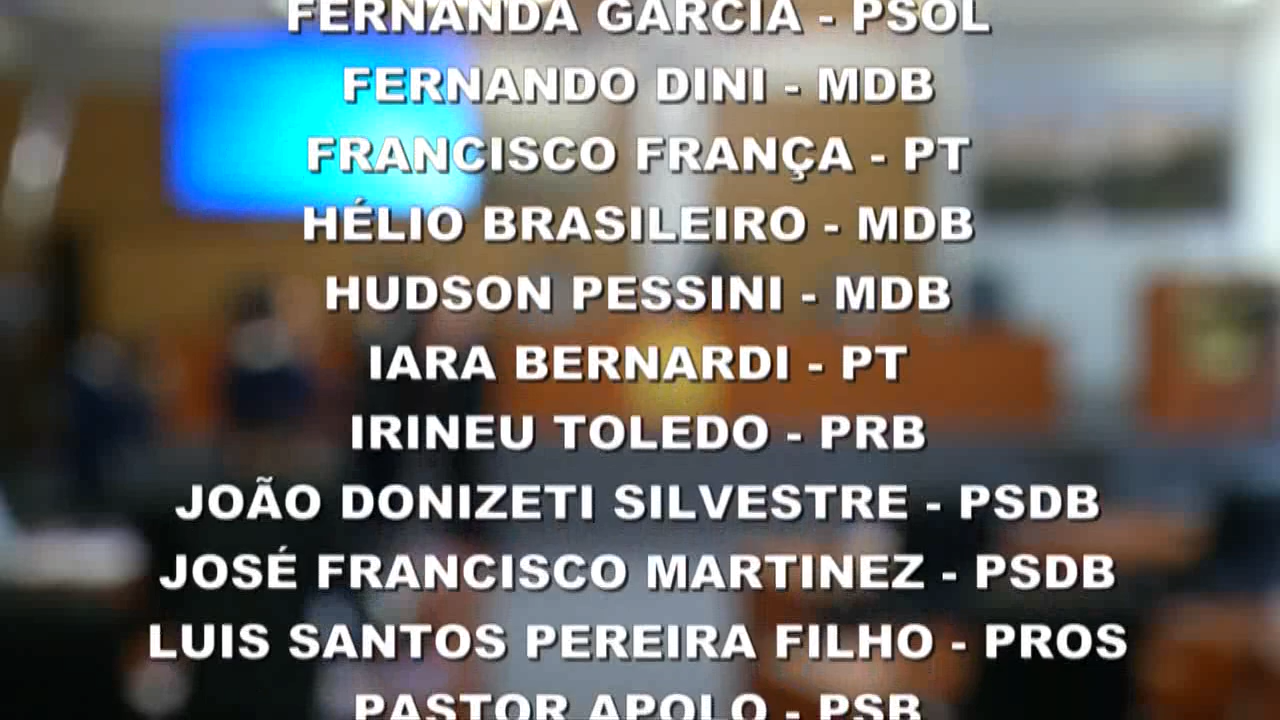 FERNANDA GARCIA - PSOL
FERNANDO DINI - MDB
FRANCISCO FRANÇA - PT
HÉLIO BRASILEIRO - MDB
HUDSON PESSINI - MDB
IARA BERNARDI - PT
IRINEU TOLEDO - PRB
JOÃO DONIZETI SILVESTRE - PSDB
JOSÉ FRANCISCO MARTINEZ - PSDB
LUIS SANTOS PEREIRA FILHO - PROS
PASTOR APOLO - PSB